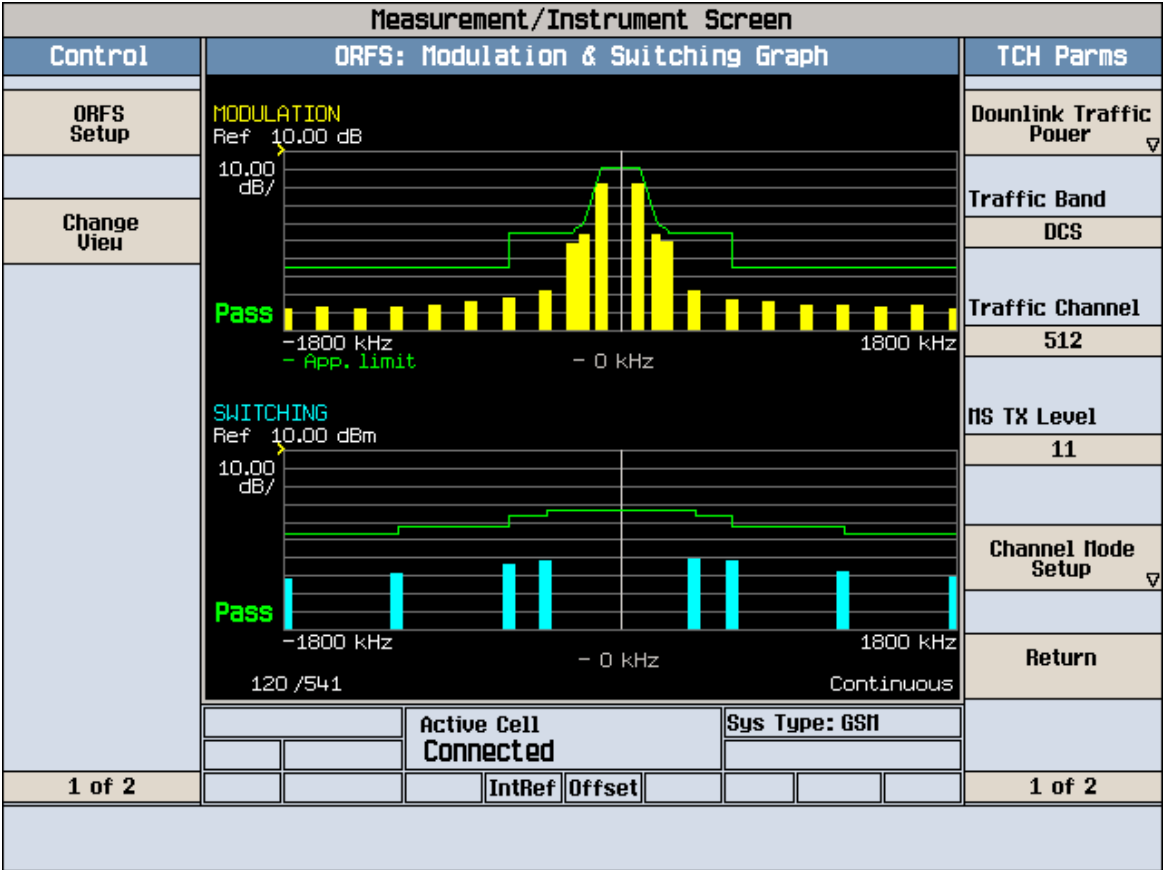 Measurement/Instrument Screen
Control
ORFS: Modulation & Switching Graph
TCH Parms
ORFS
Setup
Change
View
1 of 2
MODULATION
Ref 10.00 dB
10.00
dB/
Pass
-1800 kHz
1800 kHz
- App. limit
- 0 kHz
SWITCHING
Ref 10.00 dBm
10.00
dB/
Pass
-1800 kHz
1800 kHz
- 0 kHz
120 /541
Continuous
Active Cell
Connected
Sys Type: GSM
IntRef
Offset
Downlink Traffic
Power
Traffic Band
DCS
Traffic Channel
512
MS TX Level
11
Channel Mode
Setup
Return
1 of 2